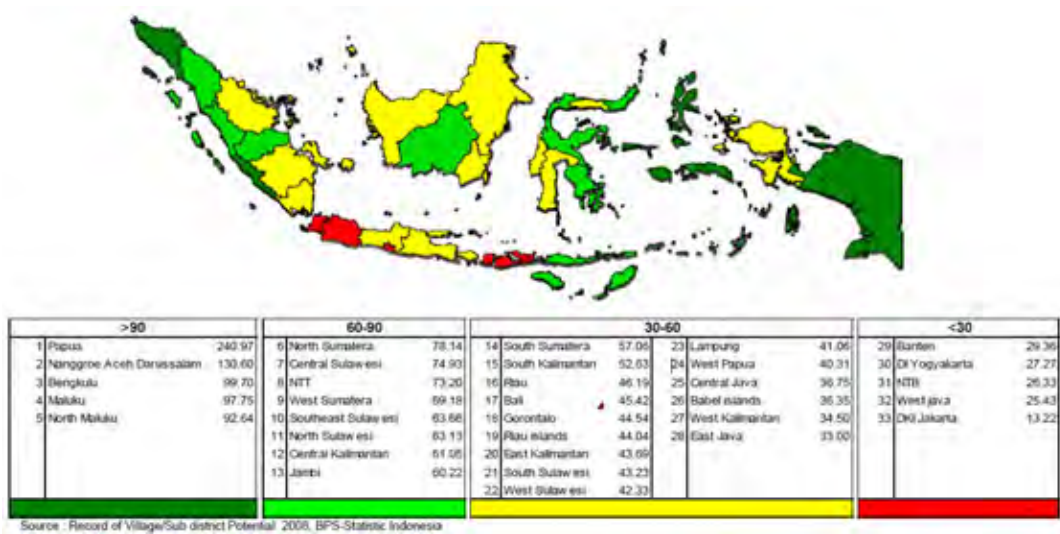 >90
1 Papua 240.97
2 Nanggroe Aceh Darussalam 130.60
3 Bengkulu 99.70
4 Maluku 97.75
5 North Maluku 92.64
60-90
6 North Sumatera 78.14
7 Central Sulawesi 74.93
8 NTT 73.20
9 West Sumatera 69.18
10 Southeast Sulawesi 63.66
11 North Sulawesi 63.13
12 Central Kalimantan
13 Jambi 60.22
30-60
14 South Sumatera 57.06
15 South Kalimantan 52.63
16 Riau 46.19
17 Bali 45.42
18 Gorontalo 44.54
19 Riau islands 44.04
20 East Kalimantan 43.69
21 South Sulawesi 43.23
22 West Sulawesi 42.33
23 Lampung 41.06
24 West Papua 40.31
25 Central Java 36.75
26 Babel islands 36.35
27 West Kalimantan 34.50
28 East Java 33.00
<30
29 Banten 29.36
30 DI Yogyakarta 27.27
31 NTB 26.33
32 West java 25.43
33 DKI Jakarta 13.22
Source : Record of Village/Sub district Potential 2008, BPS-Statistic Indonesia